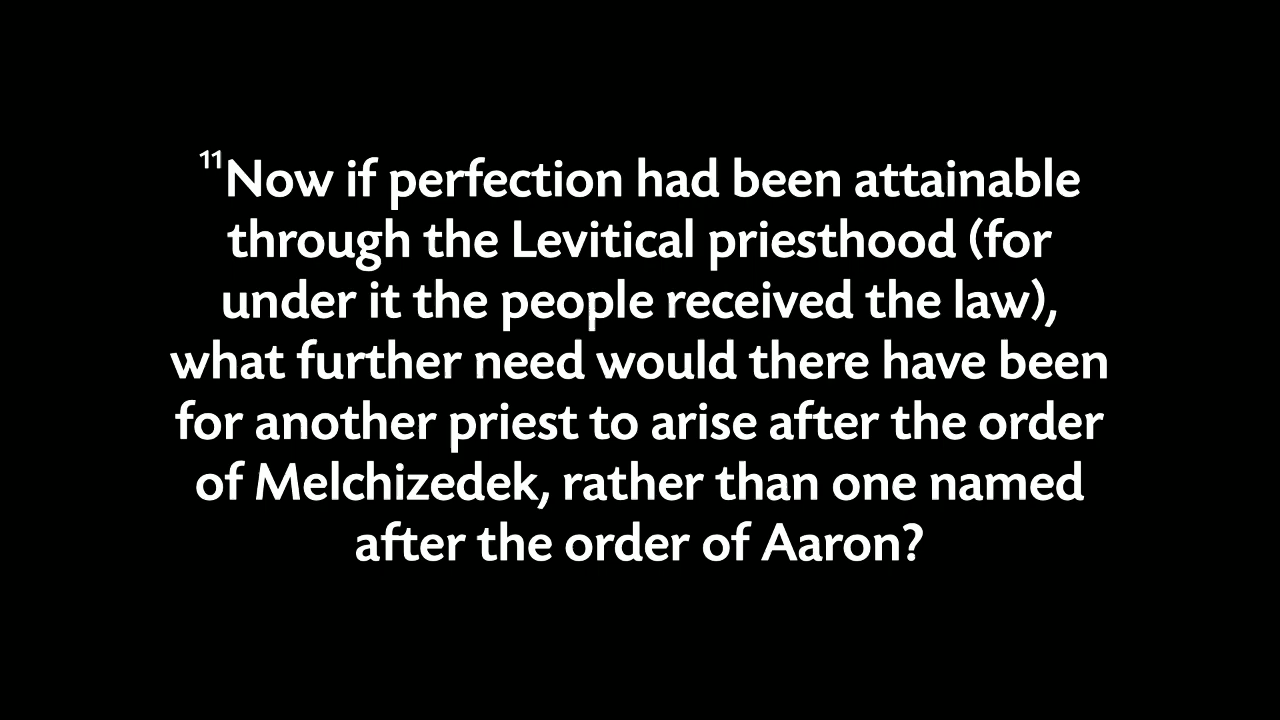 11Now if perfection had been attainable
through the Levitical priesthood (for
under it the people received the law),
what further need would there have been
for another priest to arise after the order
of Melchizedek, rather than one named
after the order of Aaron?